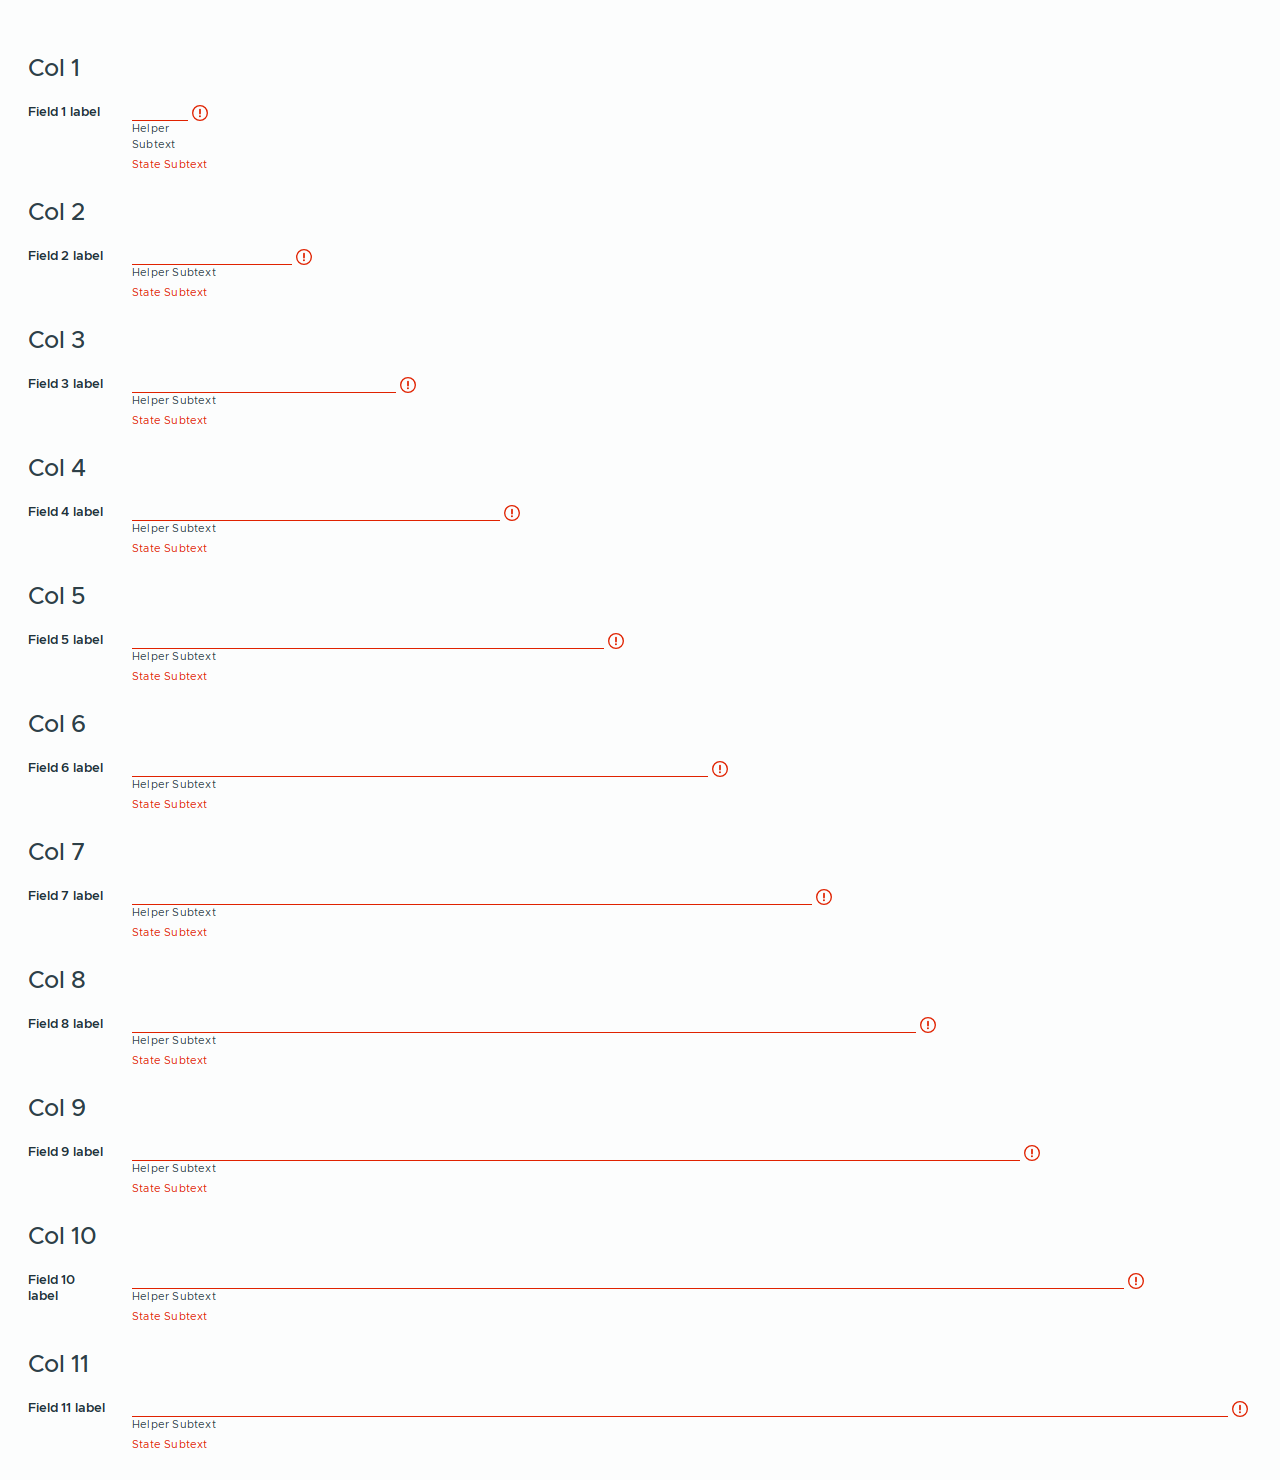 Col 1
Field 1 label
Helper
Subtext
State Subtext
Col 2
Field 2 label
Helper Subtext
State Subtext
Col 3
Field 3 label
Helper Subtext
State Subtext
Col 4
Field 4 label
Helper Subtext
State Subtext
Col 5
Field 5 label
Helper Subtext
State Subtext
Col 6
Field 6 label
Helper Subtext
State Subtext
Col 7
Field 7 label
Helper Subtext
State Subtext
Col 8
Field 8 label
Helper Subtext
State Subtext
Col 9
Field 9 label
Helper Subtext
State Subtext
Col 10
Field 10
label
Helper Subtext
State Subtext
Col 11
Field 11 label
Helper Subtext
State Subtext